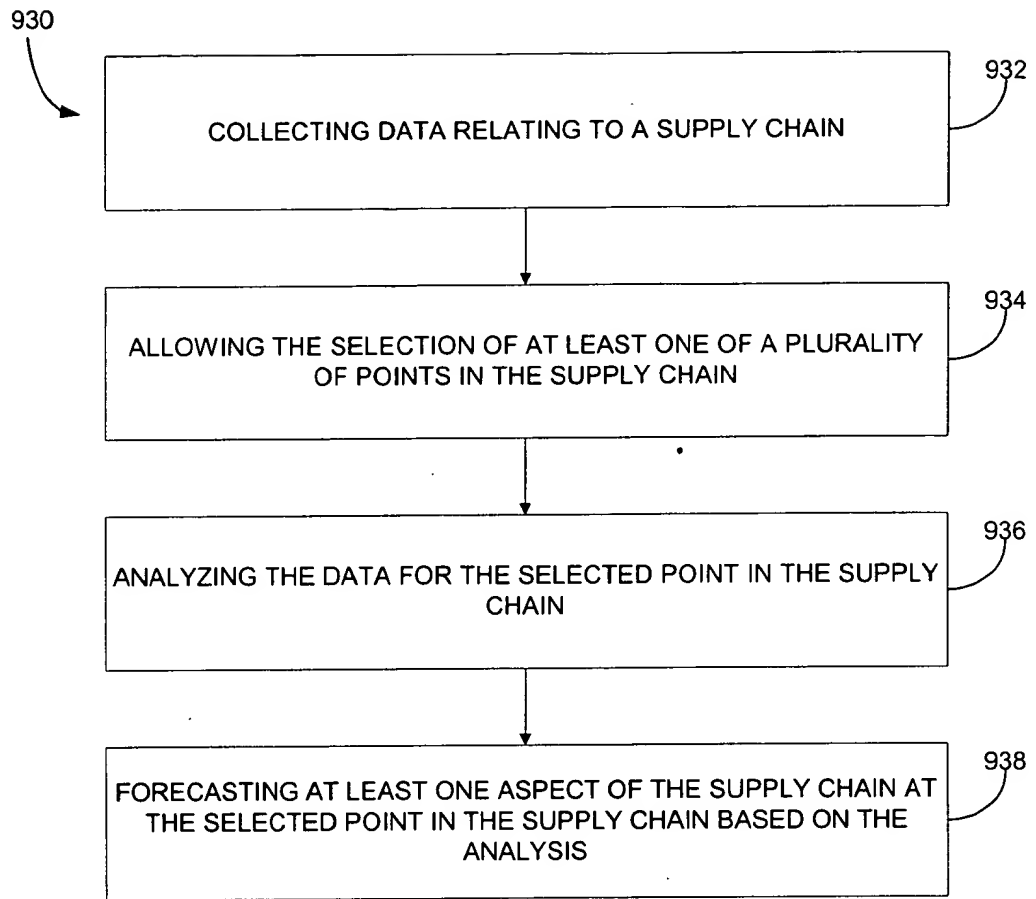 930
932
COLLECTING DATA RELATING TO A SUPPLY CHAIN
934
ALLOWING THE SELECTION OF AT LEAST ONE OF A PLURALITY
OF POINTS IN THE SUPPLY CHAIN
936
ANALYZING THE DATA FOR THE SELECTED POINT IN THE SUPPLY
CHAIN
938
FORECASTING AT LEAST ONE ASPECT OF THE SUPPLY CHAIN AT
THE SELECTED POINT IN THE SUPPLY CHAIN BASED ON THE
ANALYSIS